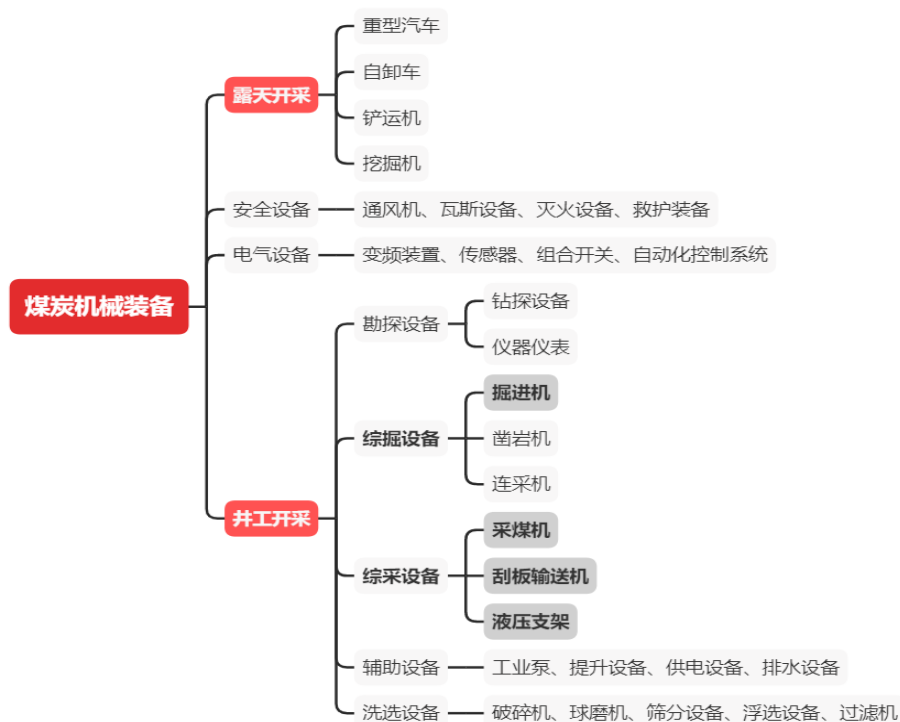 重型汽车
自卸车
露天开采
铲运机
挖掘机
安全设备
通风机、瓦斯设备、灭火设备、救护装备
电气设备
变频装置、传感器、组合开关、自动化控制系统
煤炭机械装备
勘探设备
钻探设备
仪器仪表
掘进机
综掘设备
凿岩机
连采机
井工开采
采煤机
综采设备
刮板输送机
液压支架
辅助设备
工业泵、提升设备、供电设备、排水设备
洗选设备
破碎机、球磨机、筛分设备、浮选设备、过滤机